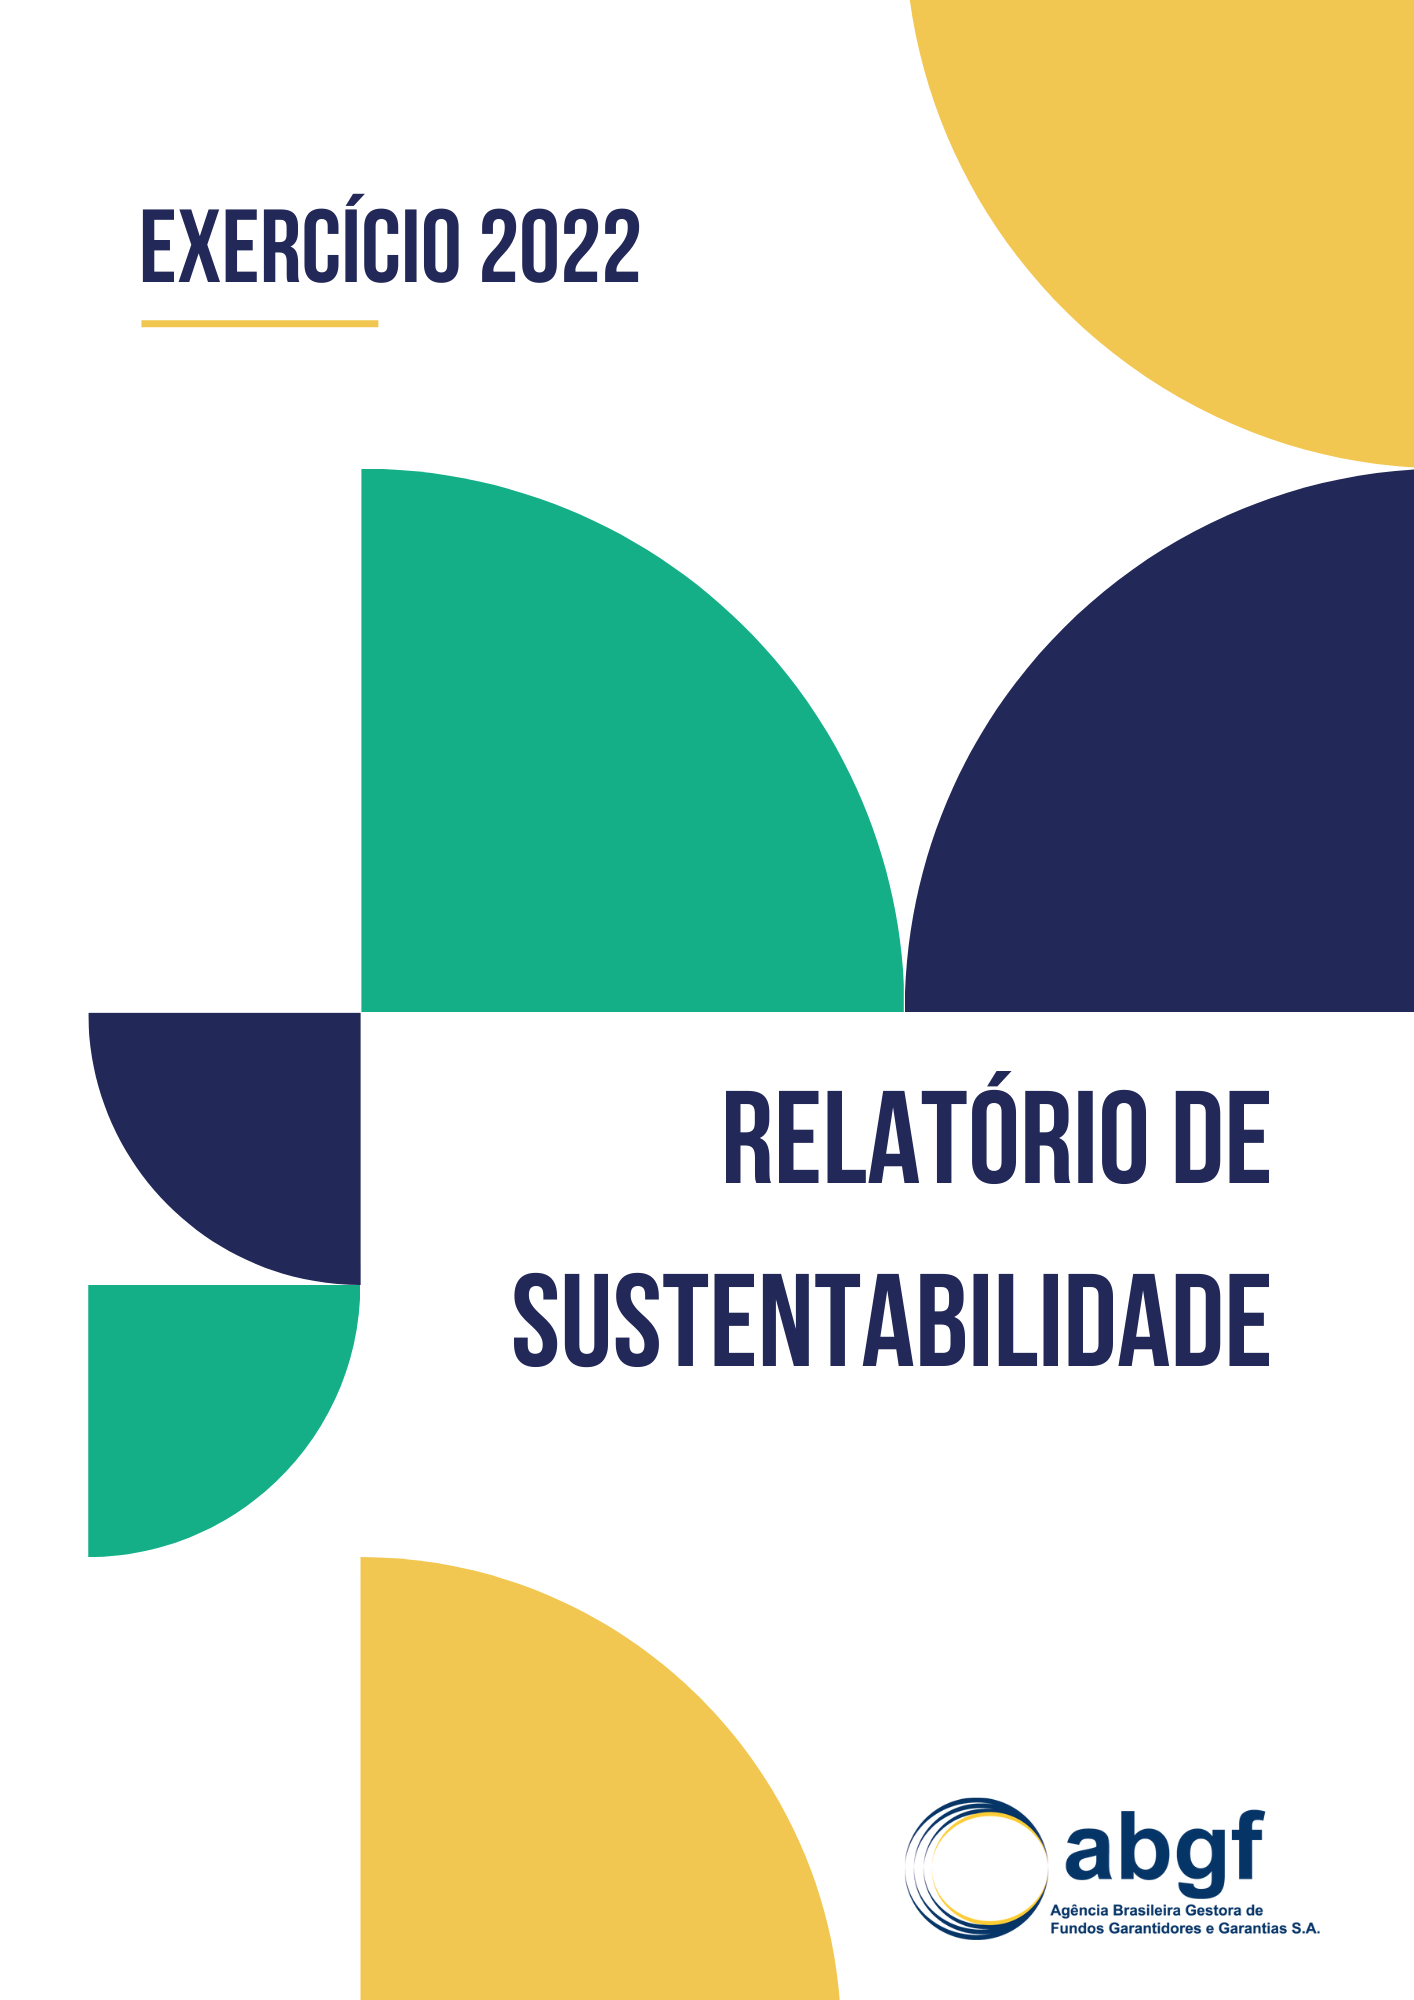 EXERCÍCIO 2022
RELATÓRIO DE
SUSTENTABILIDADE
abgf
Agência Brasileira Gestora de
Fundos Garantidores e Garantias S.A.